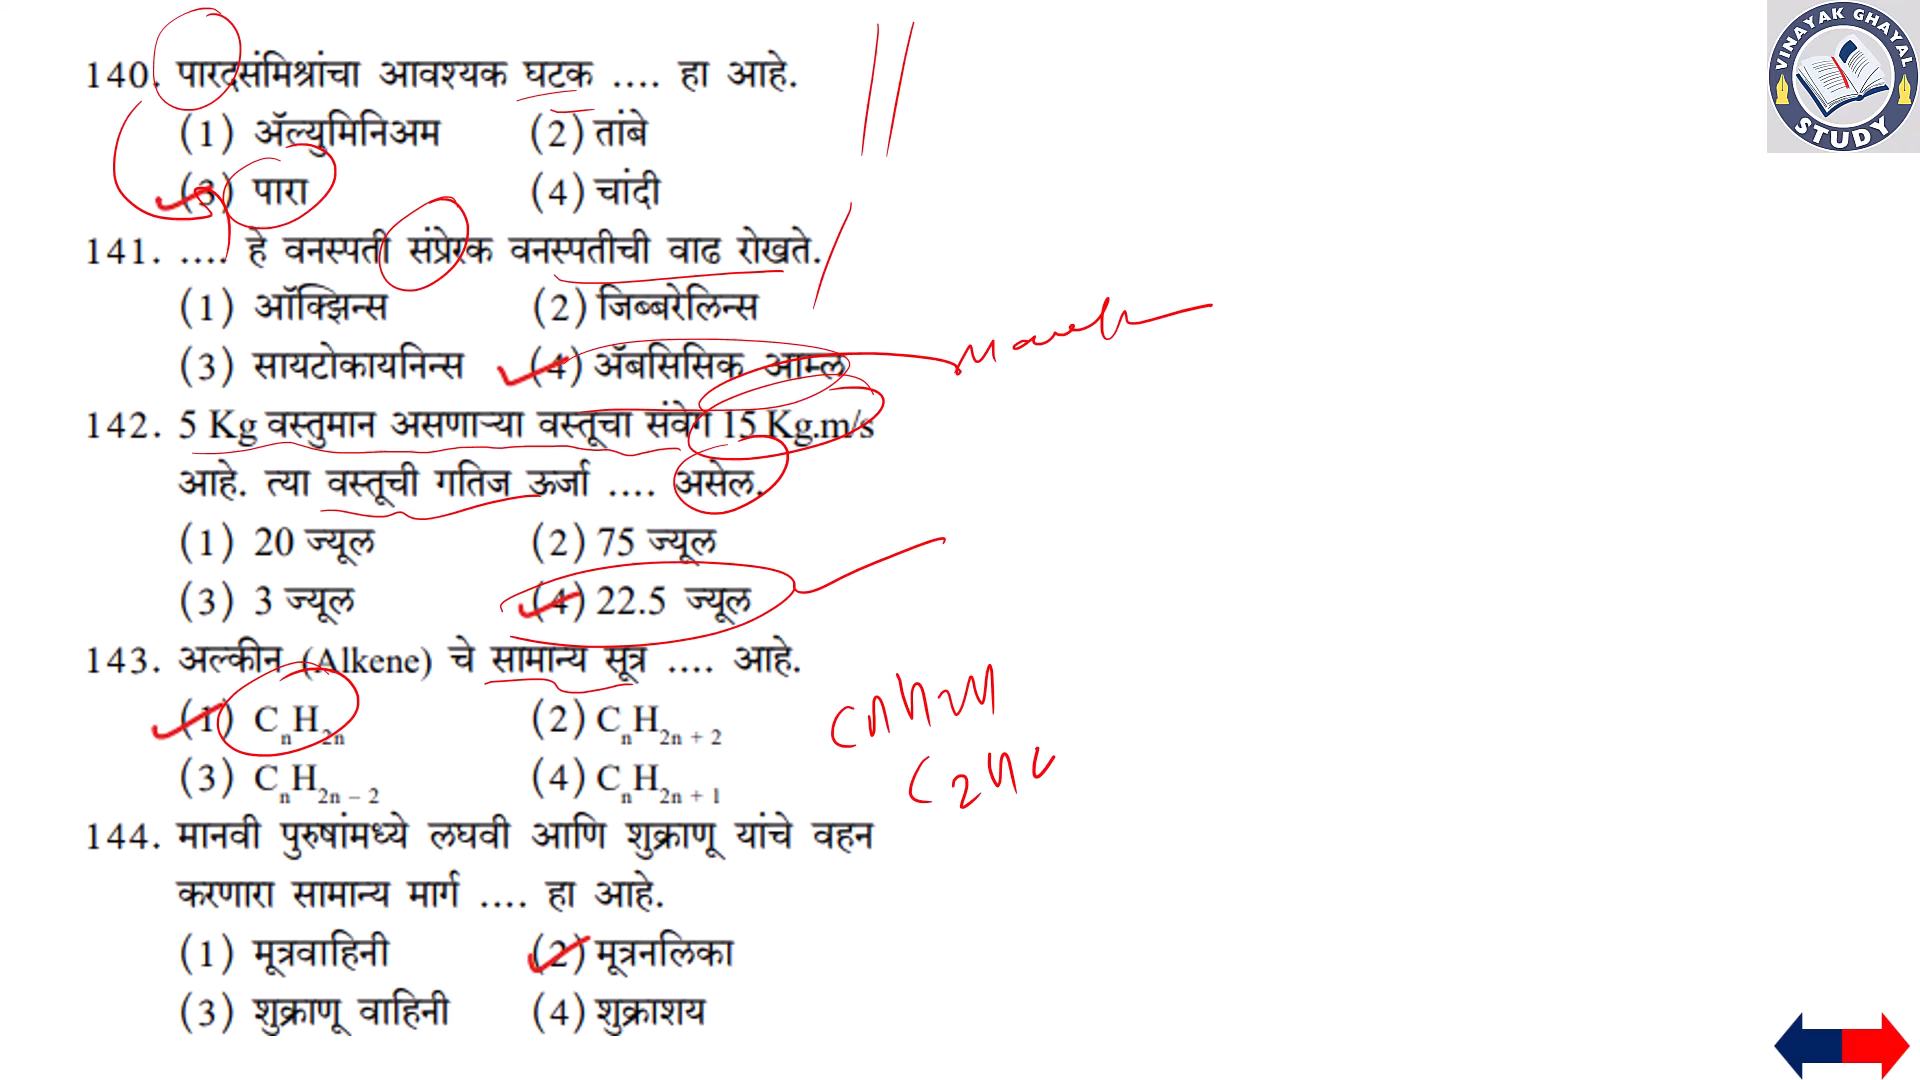 140. पारदसंमिश्रांचा आवश्यक घटक .... हा आहे.
(1) ॲल्युमिनिअम (2) तांबे
(3) पारा (4) चांदी
141. .... हे वनस्पती संप्रेरक वनस्पतीची वाढ रोखते.
(1) ऑक्झिन्स (2) जिब्बरेलिन्स
(3) सायटोकायनिन्स (4) ॲबसिसिक आम्ल
142. 5 Kg वस्तुमान असणाऱ्या वस्तूचा संवेग 15 Kg.m/s
आहे. त्या वस्तूची गतिज ऊर्जा .... असेल.
(1) 20 ज्यूल (2) 75 ज्यूल
(3) 3 ज्यूल (4) 22.5 ज्यूल
143. अल्कीन (Alkene) चे सामान्य सूत्र .... आहे.
(1) CₙH₂ₙ (2) CₙH₂ₙ₊₂
(3) CₙH₂ₙ₋₂ (4) CₙH₂ₙ₊₁
144. मानवी पुरुषांमध्ये लघवी आणि शुक्राणू यांचे वहन
करणारा सामान्य मार्ग .... हा आहे.
(1) मूत्रवाहिनी (2) मूत्रनलिका
(3) शुक्राणू वाहिनी (4) शुक्राशय
VINAYAK GHAYAL
STUDY